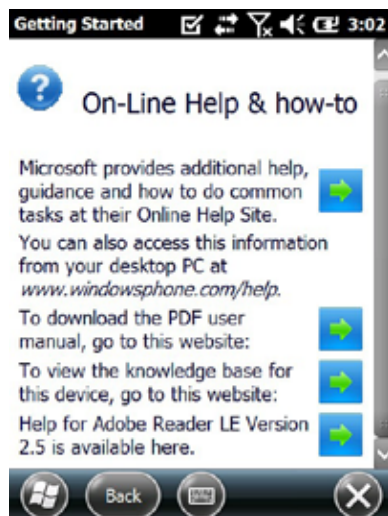 Getting Started 3:02
On-Line Help & how-to
Microsoft provides additional help,
guidance and how to do common
tasks at their Online Help Site.
You can also access this information
from your desktop PC at
www.windowsphone.com/help.
To download the PDF user
manual, go to this website:
To view the knowledge base for
this device, go to this website:
Help for Adobe Reader LE Version
2.5 is available here.
Back